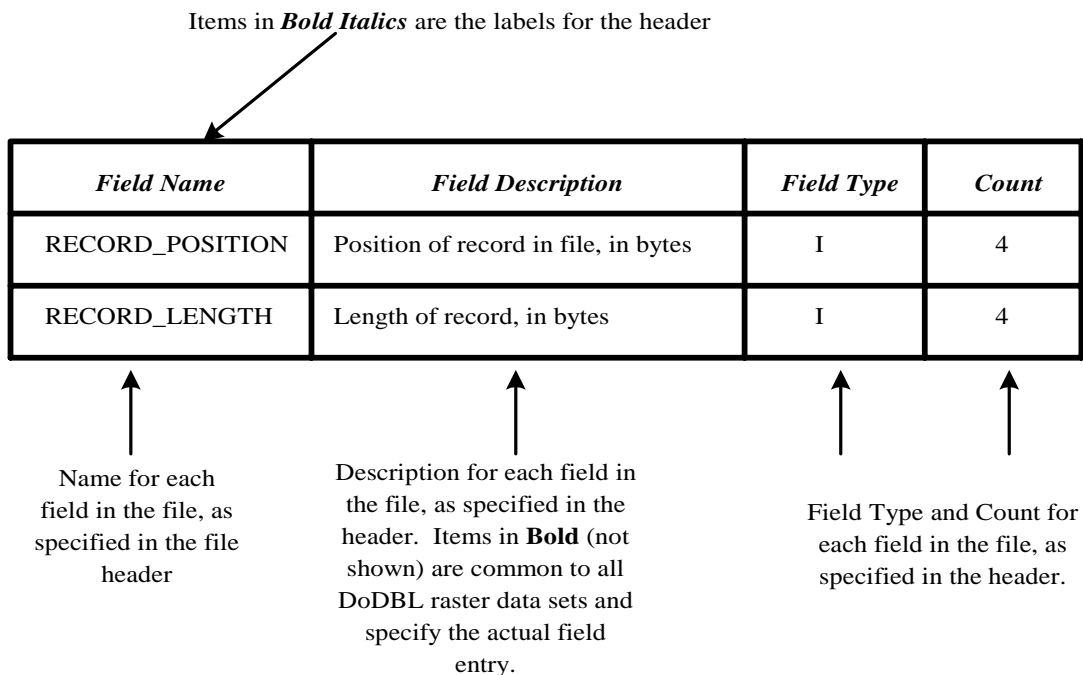 Items in Bold Italics are the labels for the header
Field Name Field Description Field Type Count
RECORD_POSITION Position of record in file, in bytes I 4
RECORD_LENGTH Length of record, in bytes I 4
Name for each
field in the file, as
specified in the file
header
Description for each field in
the file, as specified in the
header. Items in Bold (not
shown) are common to all
DoDBL raster data sets and
specify the actual field
entry.
Field Type and Count for
each field in the file, as
specified in the header.